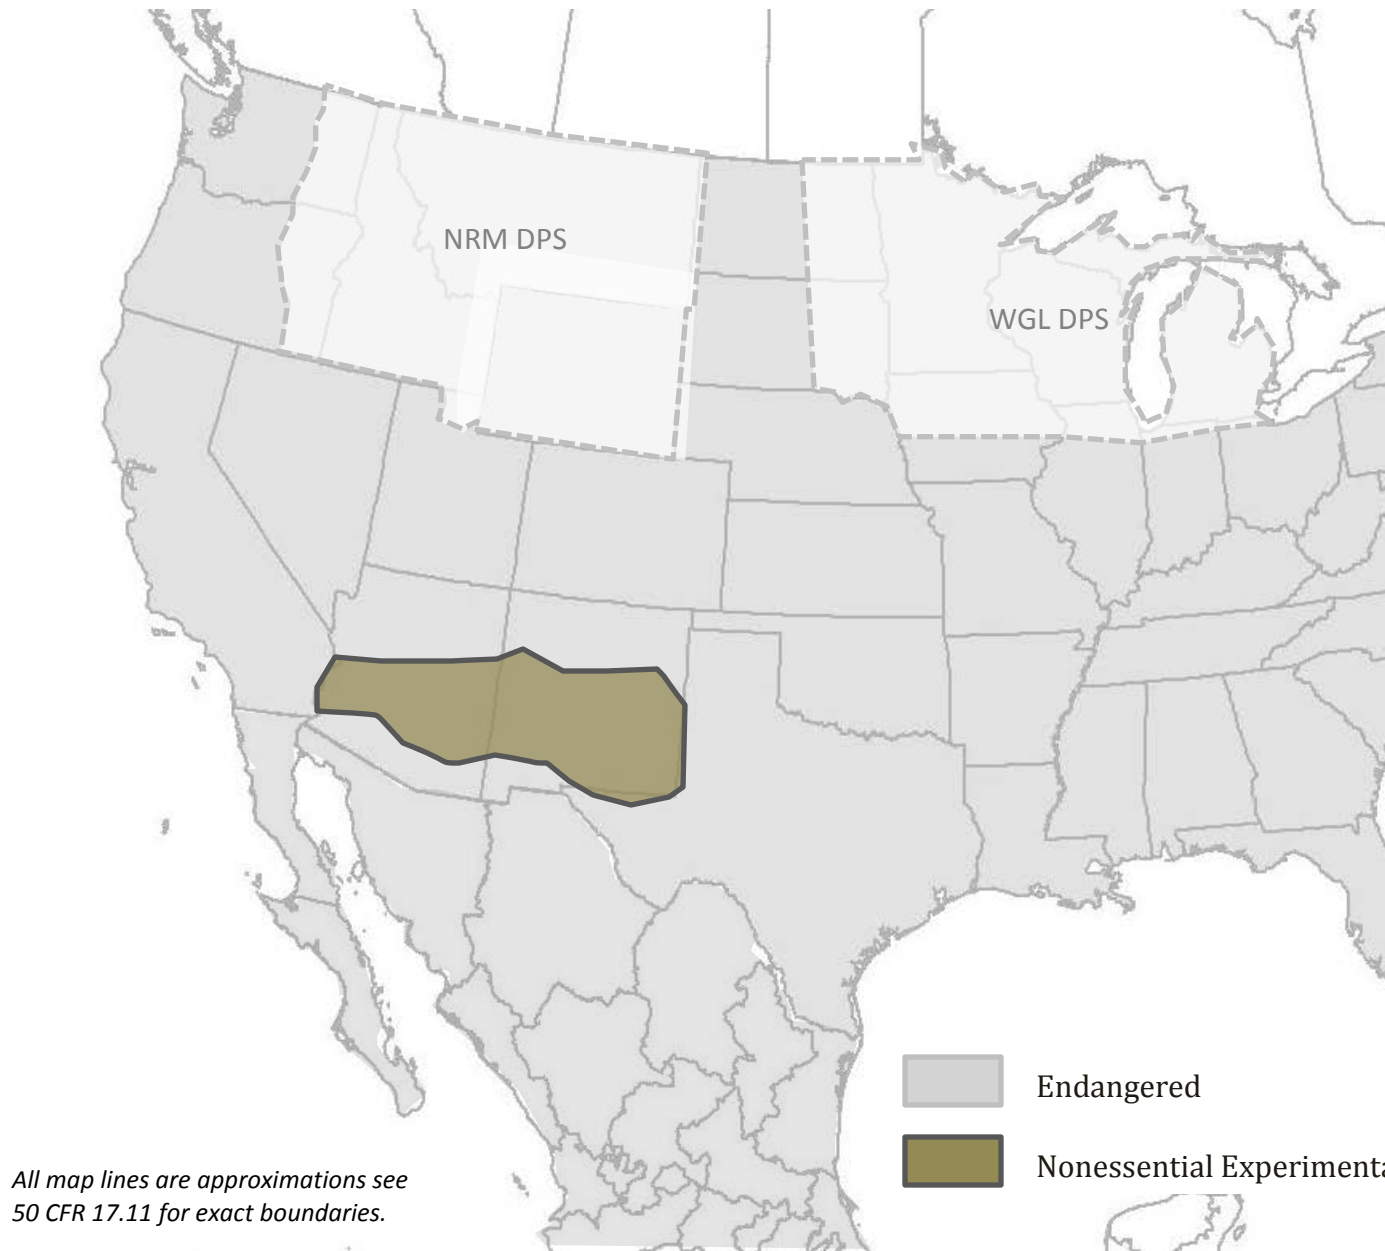 NRM DPS
WGL DPS
Endangered
Nonessential Experimenta
All map lines are approximations see
50 CFR 17.11 for exact boundaries.